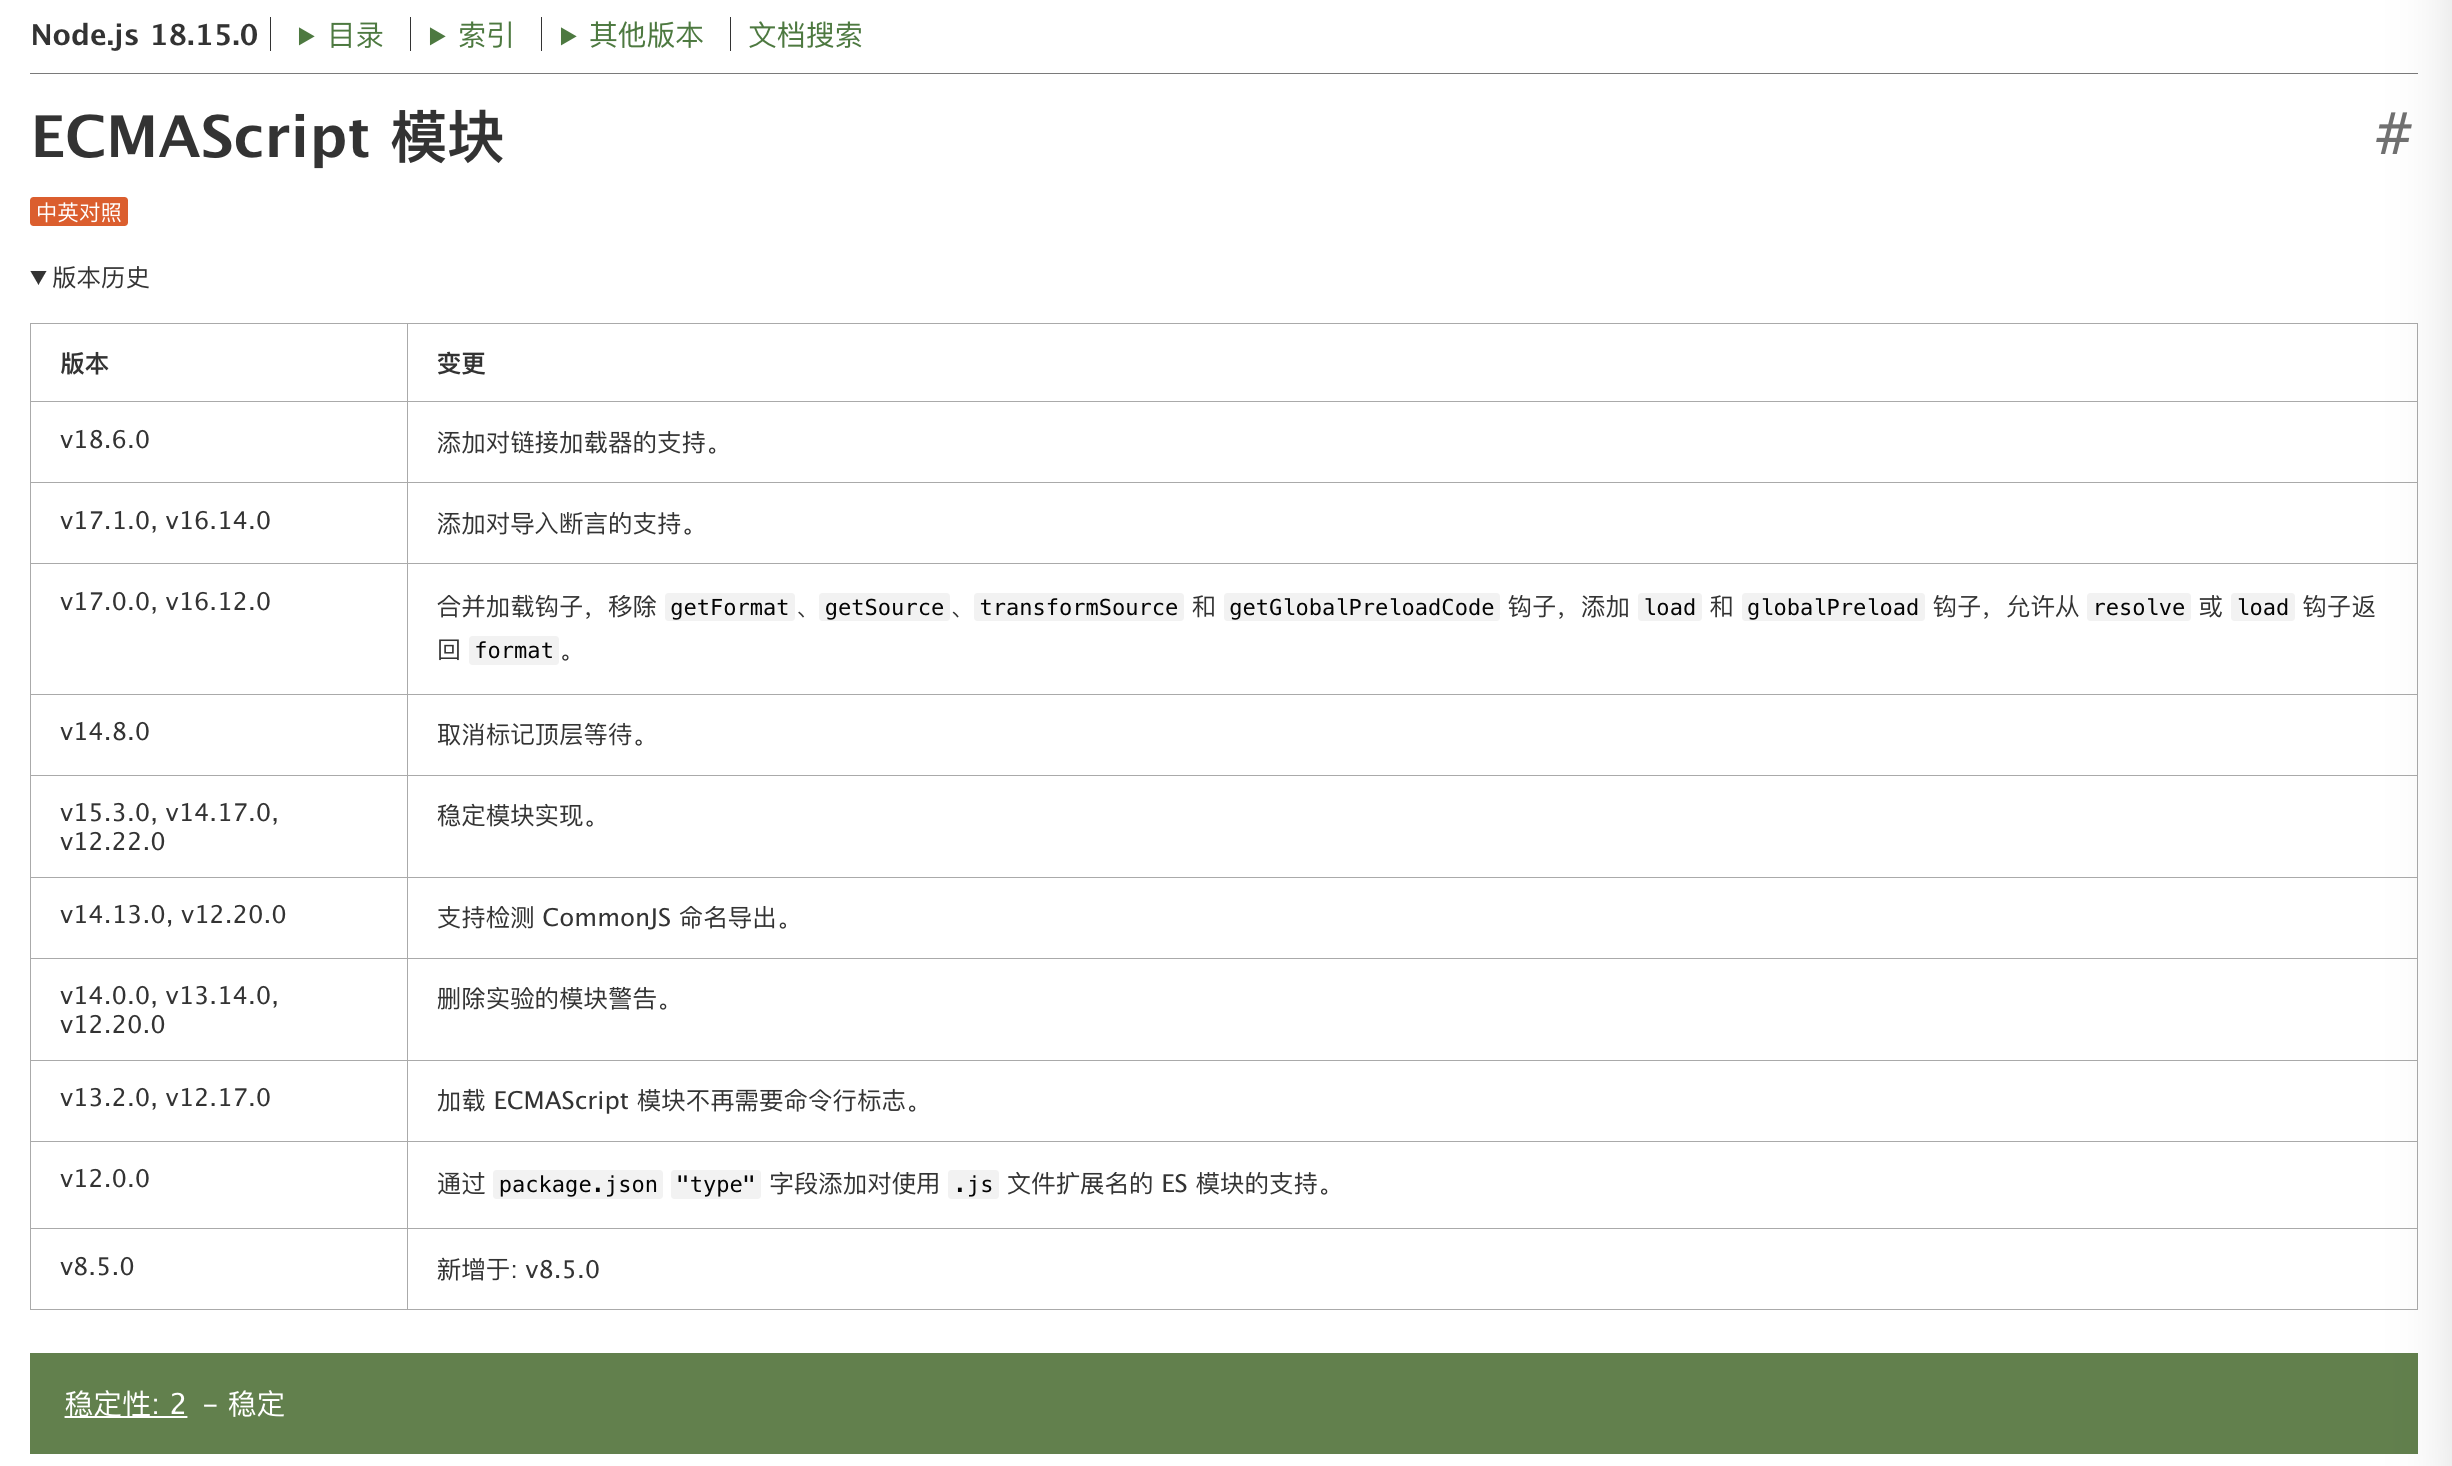 Node.js 18.15.0 ▶ 目录 ▶ 索引 ▶ 其他版本 文档搜索
ECMAScript 模块 #
中英对照
▼版本历史
版本 变更
v18.6.0 添加对链接加载器的支持。
v17.1.0, v16.14.0 添加对导入断言的支持。
v17.0.0, v16.12.0 合并加载钩子，移除 getFormat、getSource、transformSource 和 getGlobalPreloadCode 钩子，添加 load 和 globalPreload 钩子，允许从 resolve 或 load 钩子返
回 format。
v14.8.0 取消标记顶层等待。
v15.3.0, v14.17.0, 稳定模块实现。
v12.22.0
v14.13.0, v12.20.0 支持检测 CommonJS 命名导出。
v14.0.0, v13.14.0, 删除实验的模块警告。
v12.20.0
v13.2.0, v12.17.0 加载 ECMAScript 模块不再需要命令行标志。
v12.0.0 通过 package.json "type" 字段添加对使用 .js 文件扩展名的 ES 模块的支持。
v8.5.0 新增于: v8.5.0
稳定性: 2 – 稳定